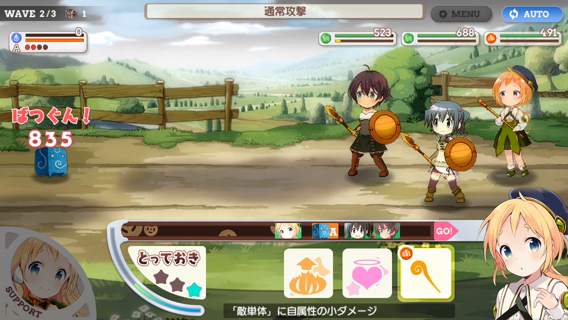 WAVE 2/3 1
通常攻撃
MENU
AUTO
0
A
523
688
491
ばつぐん!
835
A
GO!
とっておき
SUPPORT
「敵単体」に自属性の小ダメージ